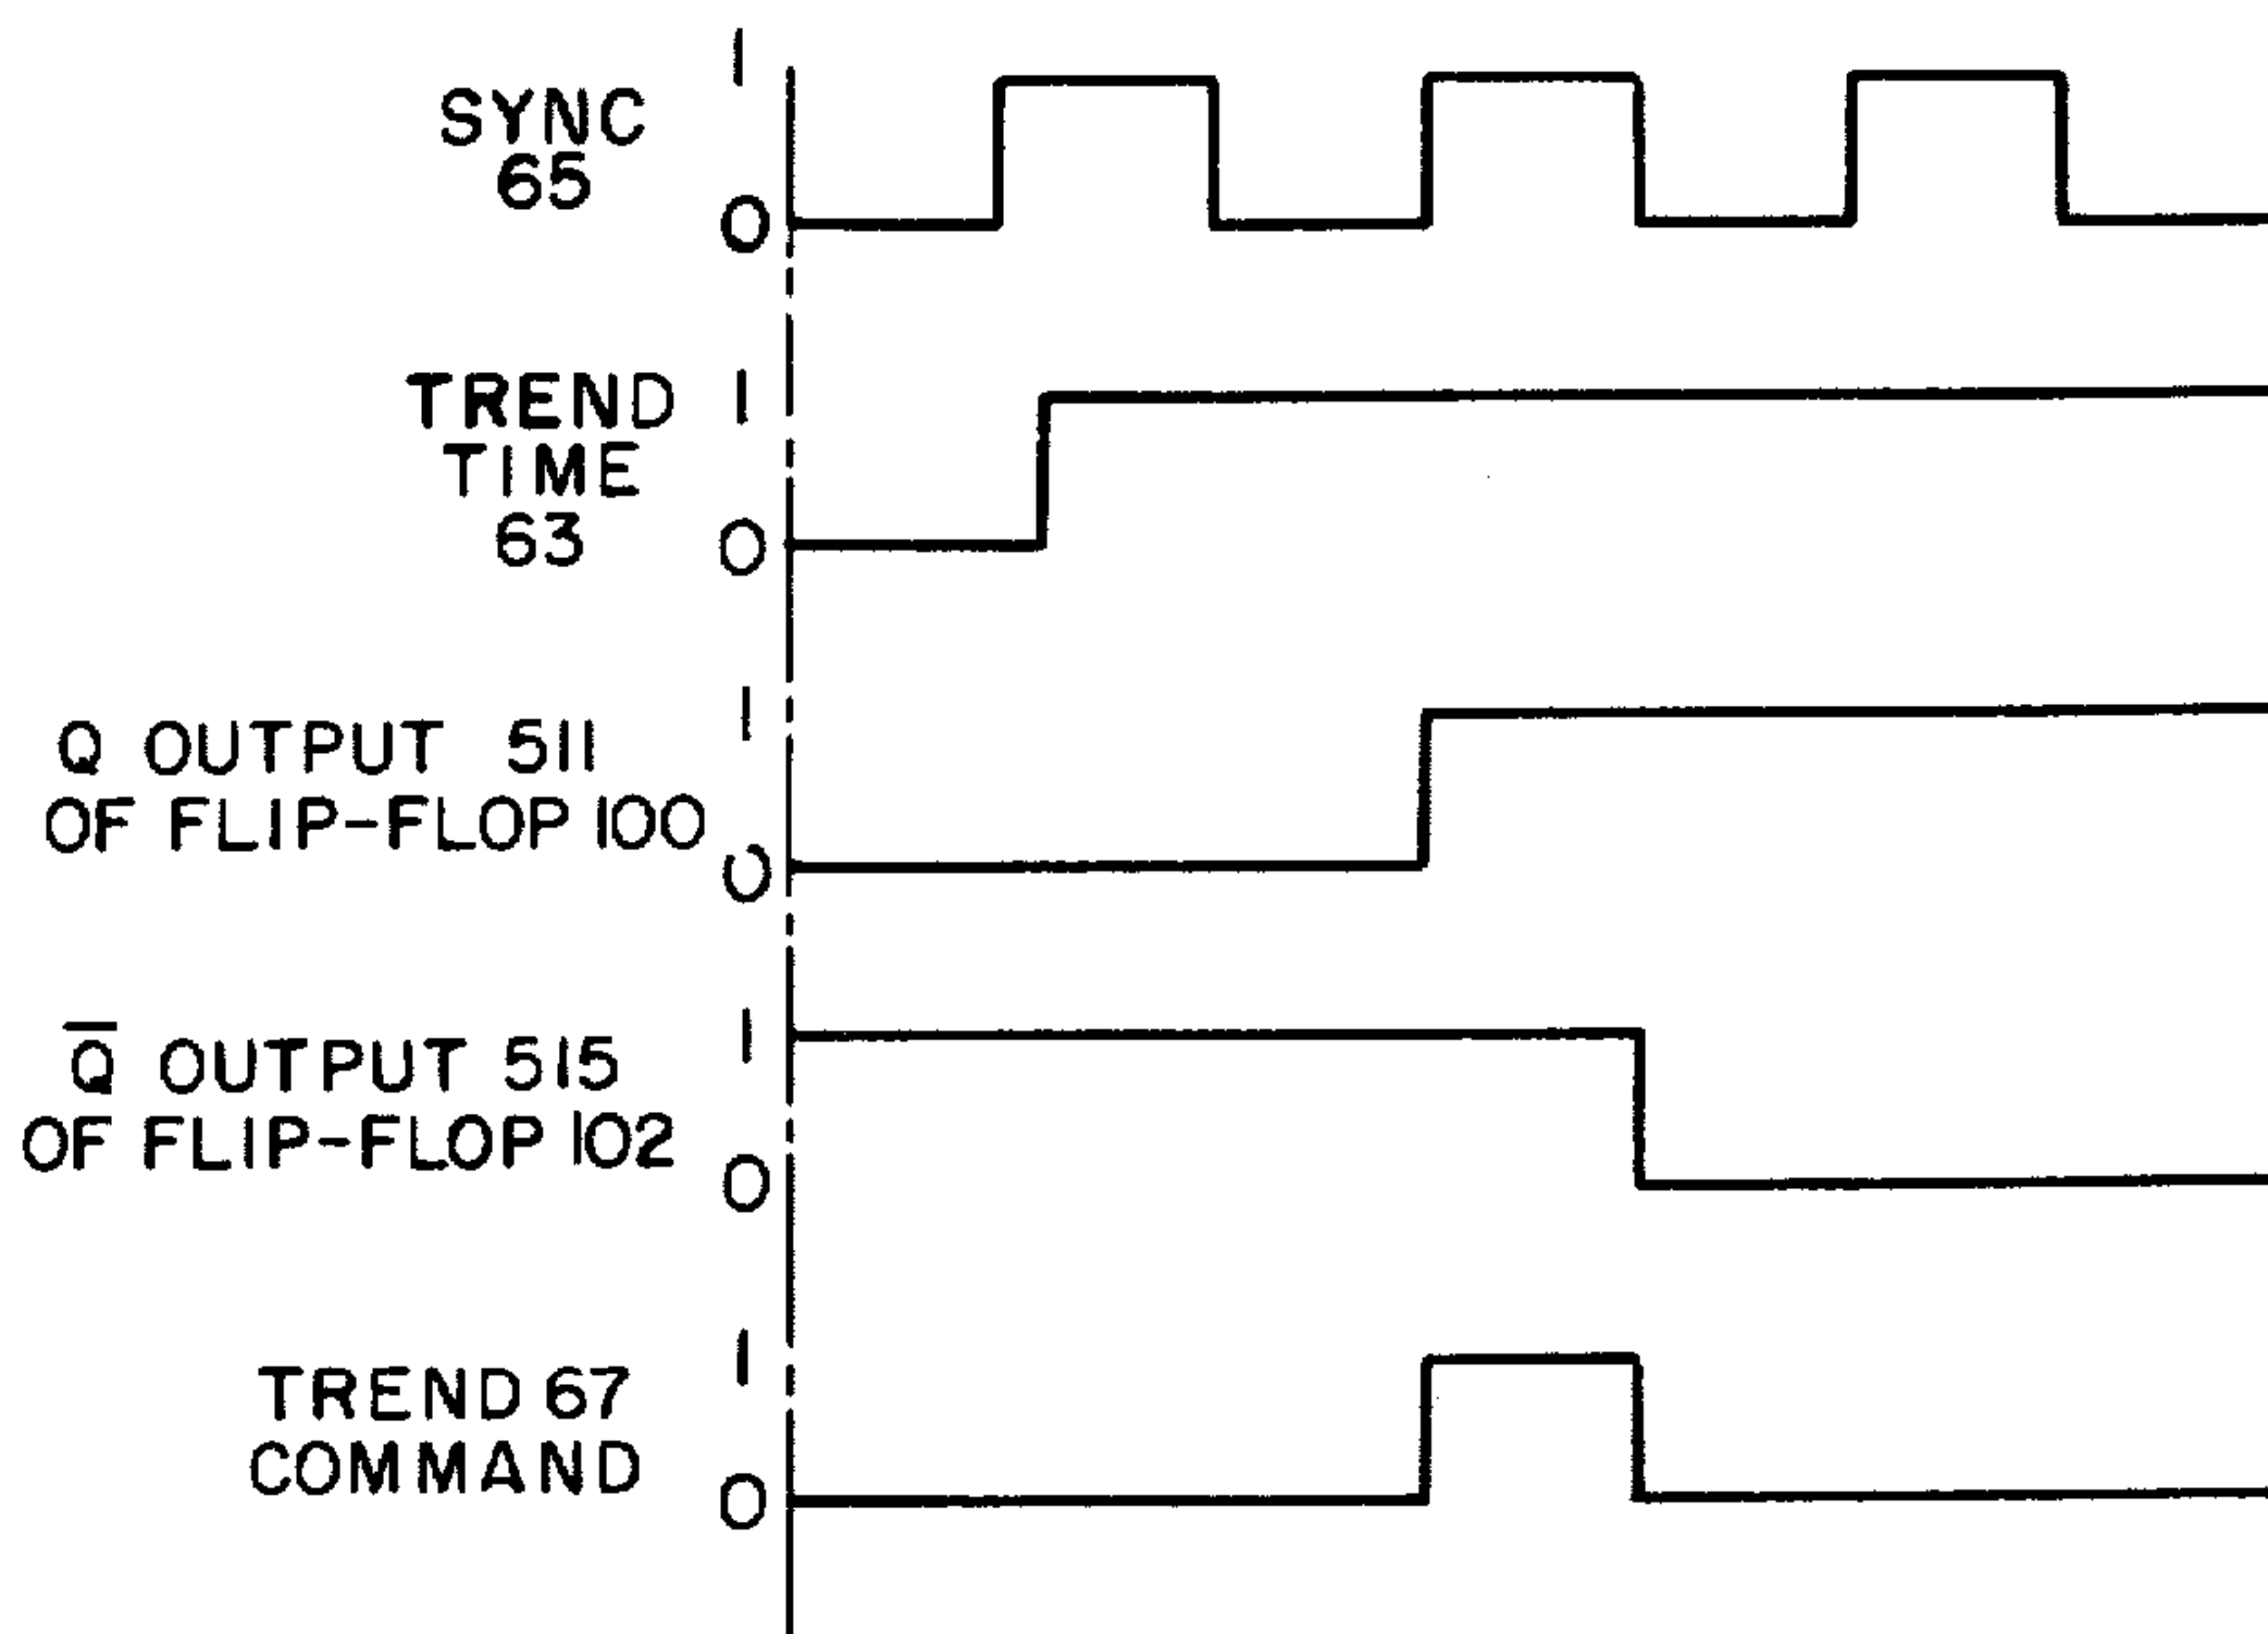 1
SYNC
65
0
TREND 1
TIME
63 0
1
Q OUTPUT 511
OF FLIP-FLOP 100
0
1
Q̅ OUTPUT 515
OF FLIP-FLOP 102
0
1
TREND 67
COMMAND
0